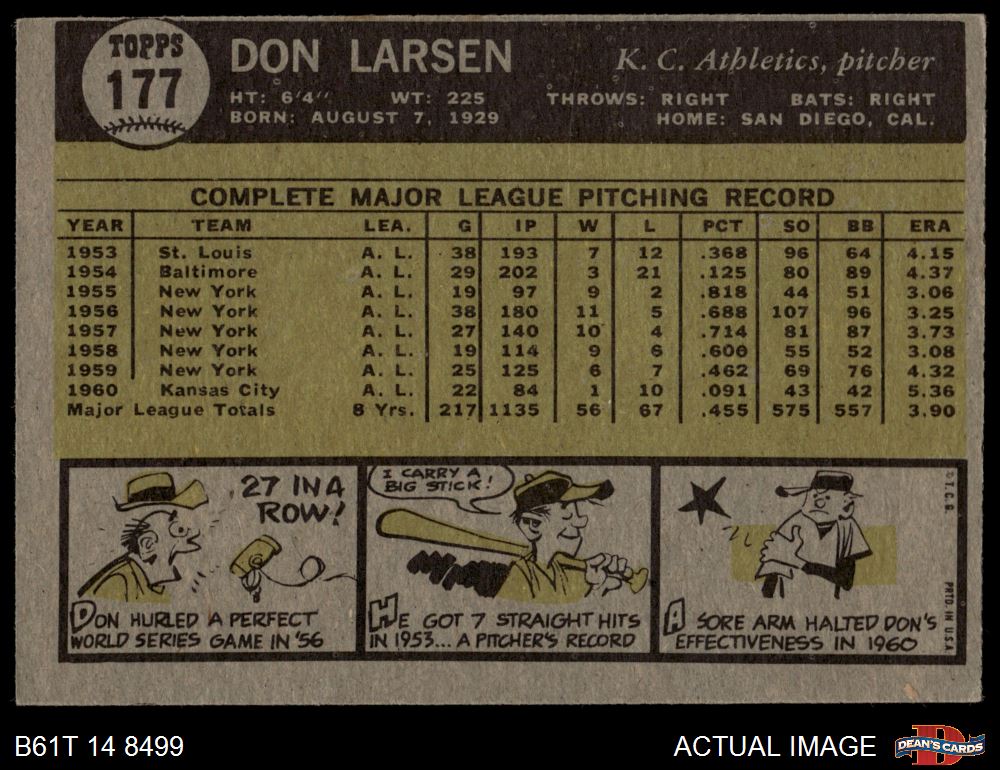 TOPPS
177
DON LARSEN
K. C. Athletics, pitcher
HT: 6'4" WT: 225 THROWS: RIGHT BATS: RIGHT
BORN: AUGUST 7, 1929 HOME: SAN DIEGO, CAL.
COMPLETE MAJOR LEAGUE PITCHING RECORD
YEAR TEAM LEA. G IP W L PCT SO BB ERA
1953 St. Louis A. L. 38 193 7 12 .368 96 64 4.15
1954 Baltimore A. L. 29 202 3 21 .125 80 89 4.37
1955 New York A. L. 19 97 9 2 .818 44 51 3.06
1956 New York A. L. 38 180 11 5 .688 107 96 3.25
1957 New York A. L. 27 140 10 4 .714 81 87 3.73
1958 New York A. L. 19 114 9 6 .600 55 52 3.08
1959 New York A. L. 25 125 6 7 .462 69 76 4.32
1960 Kansas City A. L. 22 84 1 10 .091 43 42 5.36
Major League Totals 8 Yrs. 217 1135 56 67 .455 575 557 3.90
27 IN A
ROW!
DON HURLED A PERFECT
WORLD SERIES GAME IN '56
I CARRY A
BIG STICK!
HE GOT 7 STRAIGHT HITS
IN 1953... A PITCHER'S RECORD
A SORE ARM HALTED DON'S
EFFECTIVENESS IN 1960
© T.C.G. PRTD. IN U.S.A.
B61T 14 8499
ACTUAL IMAGE
D
DEAN'S CARDS